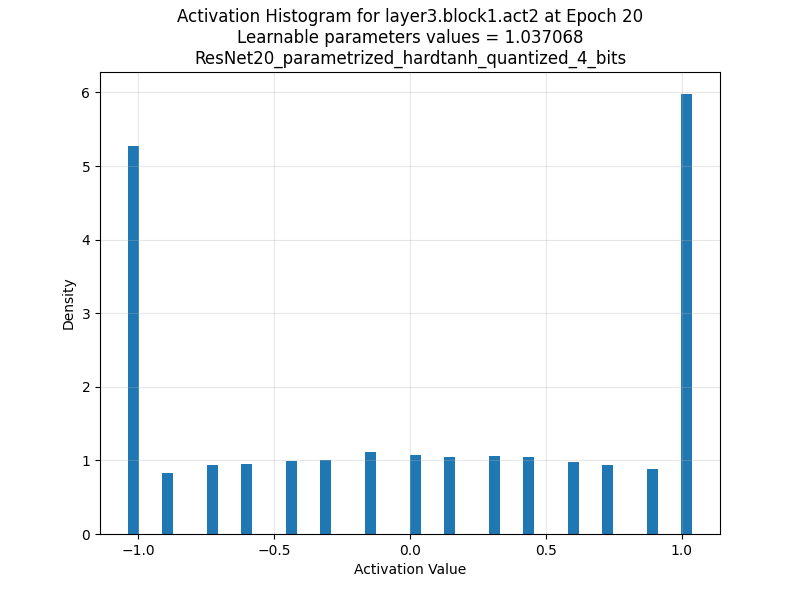 Activation Histogram for layer3.block1.act2 at Epoch 20
Learnable parameters values = 1.037068
ResNet20_parametrized_hardtanh_quantized_4_bits
6
5
4
3
2
1
0
Density
−1.0
−0.5
0.0
0.5
1.0
Activation Value